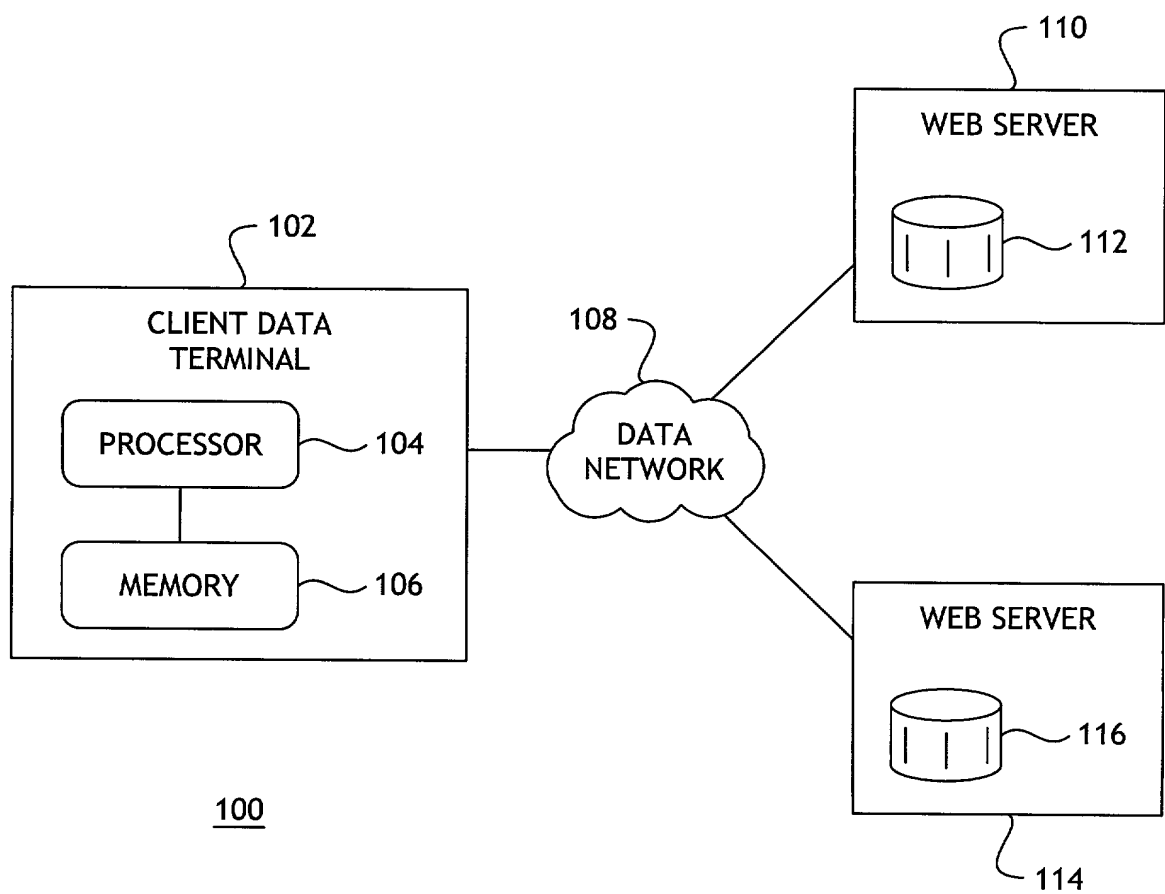 110
WEB SERVER
112
102
CLIENT DATA
TERMINAL
PROCESSOR
104
MEMORY
106
108
DATA
NETWORK
WEB SERVER
116
114
100